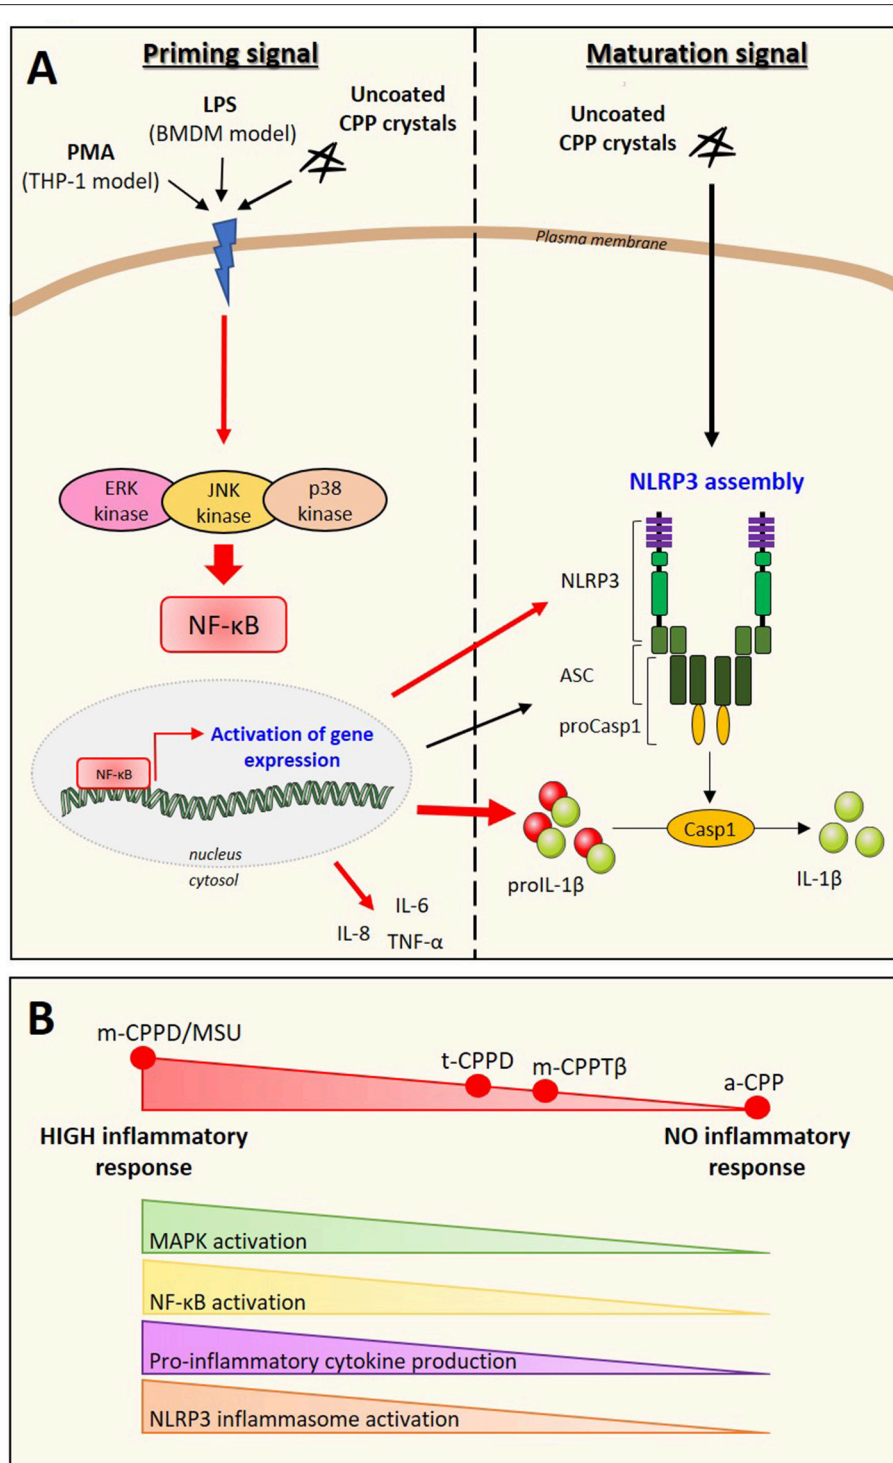 A
Priming signal
Maturation signal
LPS
(BMDM model)
Uncoated
CPP crystals
PMA
(THP-1 model)
Uncoated
CPP crystals
Plasma membrane
ERK
kinase
JNK
kinase
p38
kinase
NF-κB
NLRP3 assembly
NLRP3
ASC
proCasp1
Activation of gene
expression
NF-κB
nucleus
cytosol
Casp1
proIL-1β
IL-1β
IL-6
IL-8
TNF-α
B
m-CPPD/MSU
t-CPPD
m-CPPTβ
a-CPP
HIGH inflammatory
response
NO inflammatory
response
MAPK activation
NF-κB activation
Pro-inflammatory cytokine production
NLRP3 inflammasome activation